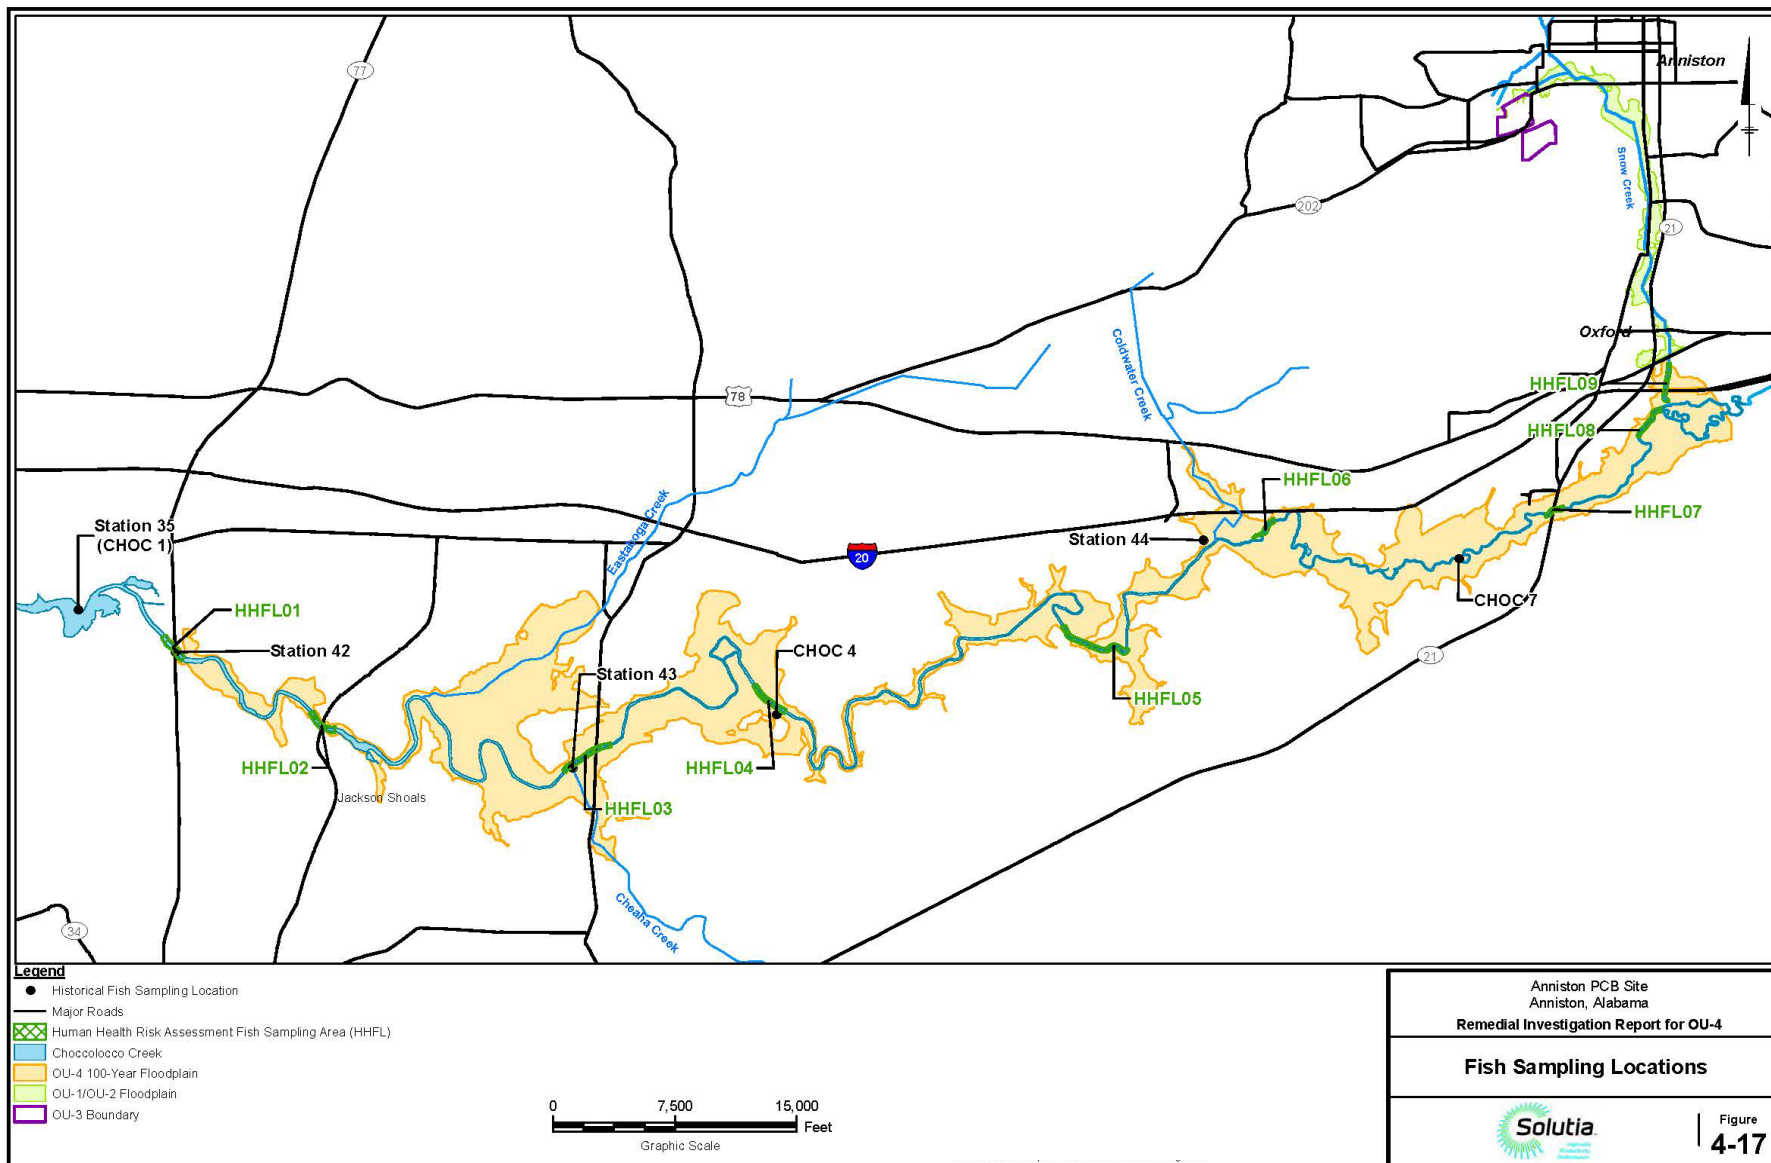 77
Anniston
Snow Creek
202
21
Oxford
Coldwater Creek
78
HHFL09
HHFL08
HHFL06
HHFL07
Eastaboga Creek
Station 35
(CHOC 1)
Station 44
20
CHOC 7
HHFL01
Station 42
CHOC 4
21
Station 43
HHFL05
HHFL02
HHFL04
Jackson Shoals
HHFL03
Cheaha Creek
34
Legend
Historical Fish Sampling Location
Major Roads
Human Health Risk Assessment Fish Sampling Area (HHFL)
Choccolocco Creek
OU-4 100-Year Floodplain
OU-1/OU-2 Floodplain
OU-3 Boundary
0 7,500 15,000
Feet
Graphic Scale
Anniston PCB Site
Anniston, Alabama
Remedial Investigation Report for OU-4
Fish Sampling Locations
Solutia
Figure
4-17